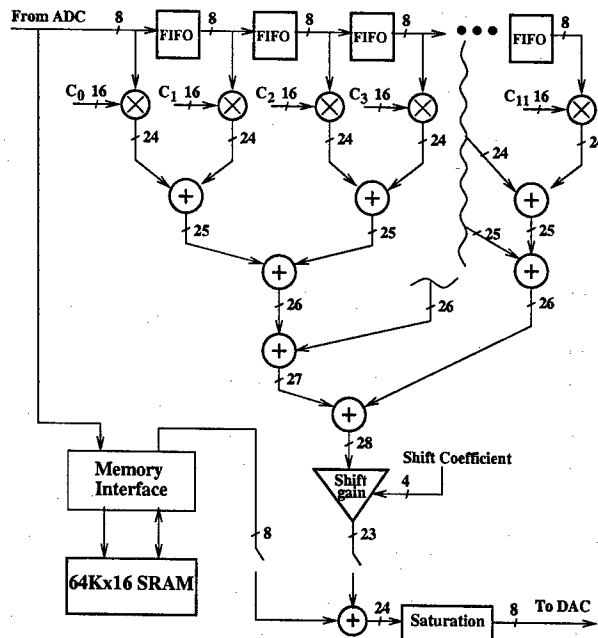 From ADC
8
FIFO
FIFO
8
FIFO
FIFO
8
C0 16
C1 16
C2 16
C3 16
C11 16
24
24
24
24
24
24
+
+
+
25
25
25
25
+
+
26
26
26
+
27
+
28
Shift Coefficient
Shift gain
4
23
Memory
Interface
8
64Kx16 SRAM
+
24
Saturation
8
To DAC